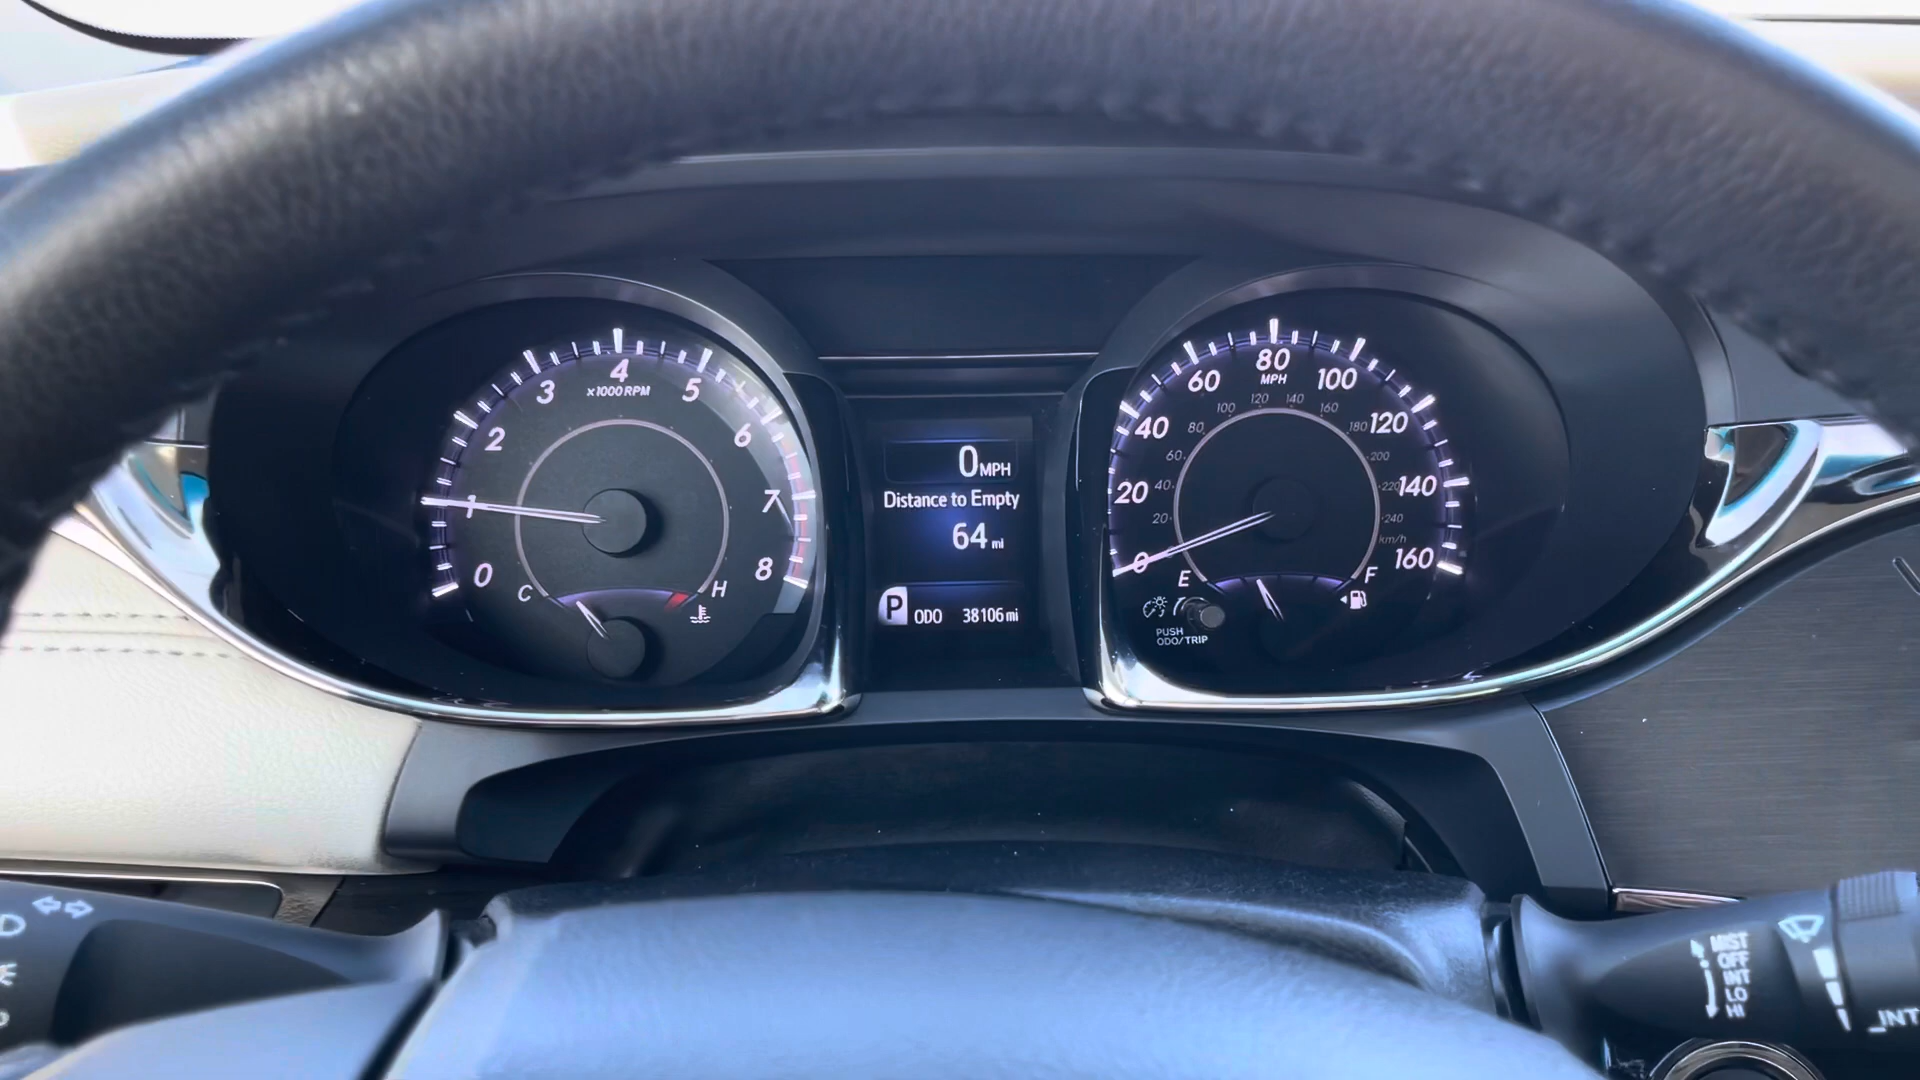 0 1 2 3 4 5 6 7 8
x1000 RPM
C H
0 MPH
Distance to Empty
64 mi
P ODO 38106 mi
0 20 40 60 80 100 120 140 160
MPH
20 40 60 80 100 120 140 160 180 200 220 240
km/h
E F
PUSH
ODO/TRIP
MIST
OFF
INT
LO
HI
INT